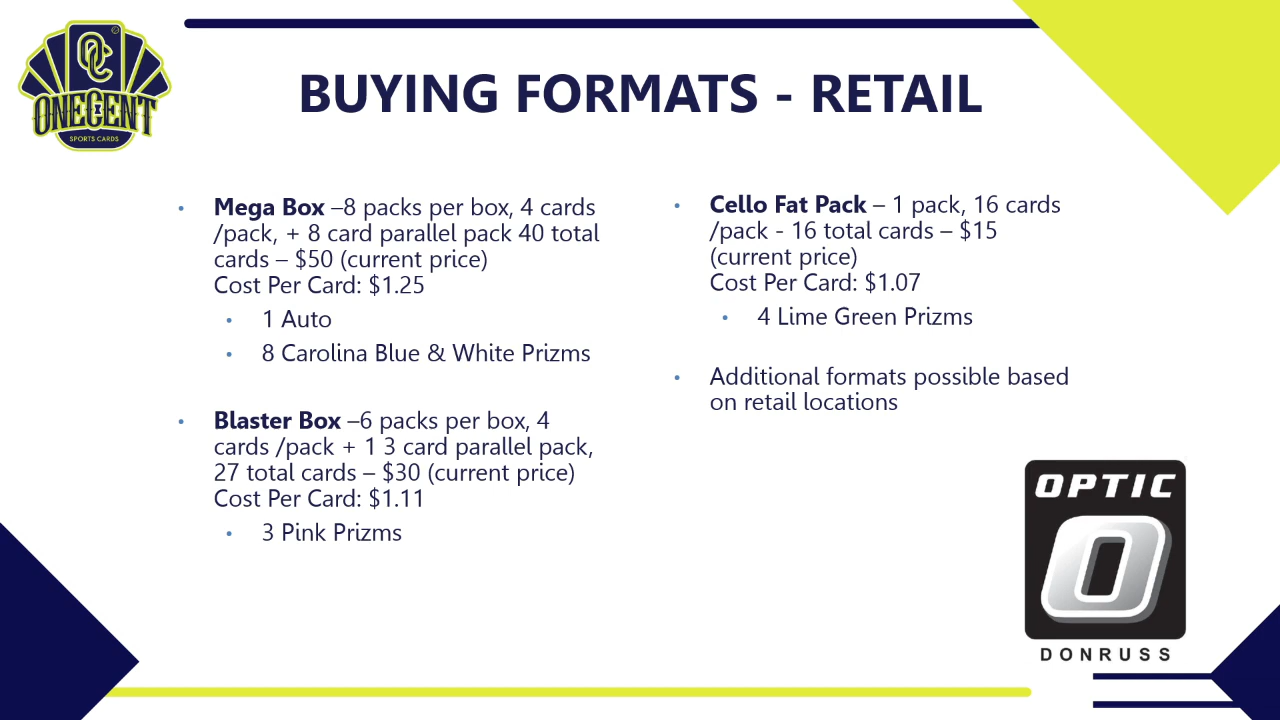 OC
ONECENT
SPORTS CARDS
BUYING FORMATS - RETAIL
• Mega Box –8 packs per box, 4 cards
/pack, + 8 card parallel pack 40 total
cards – $50 (current price)
Cost Per Card: $1.25
• 1 Auto
• 8 Carolina Blue & White Prizms
• Blaster Box –6 packs per box, 4
cards /pack + 1 3 card parallel pack,
27 total cards – $30 (current price)
Cost Per Card: $1.11
• 3 Pink Prizms
• Cello Fat Pack – 1 pack, 16 cards
/pack - 16 total cards – $15
(current price)
Cost Per Card: $1.07
• 4 Lime Green Prizms
• Additional formats possible based
on retail locations
OPTIC
O
DONRUSS